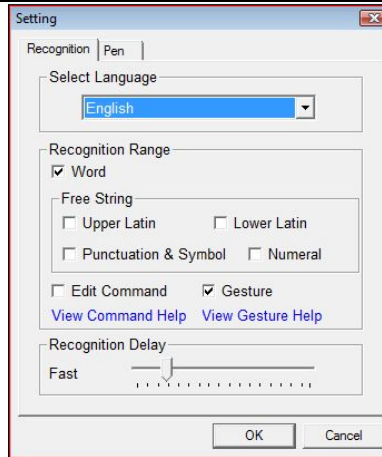 Setting
Recognition Pen
Select Language
English
Recognition Range
Word
Free String
Upper Latin Lower Latin
Punctuation & Symbol Numeral
Edit Command Gesture
View Command Help View Gesture Help
Recognition Delay
Fast
OK Cancel